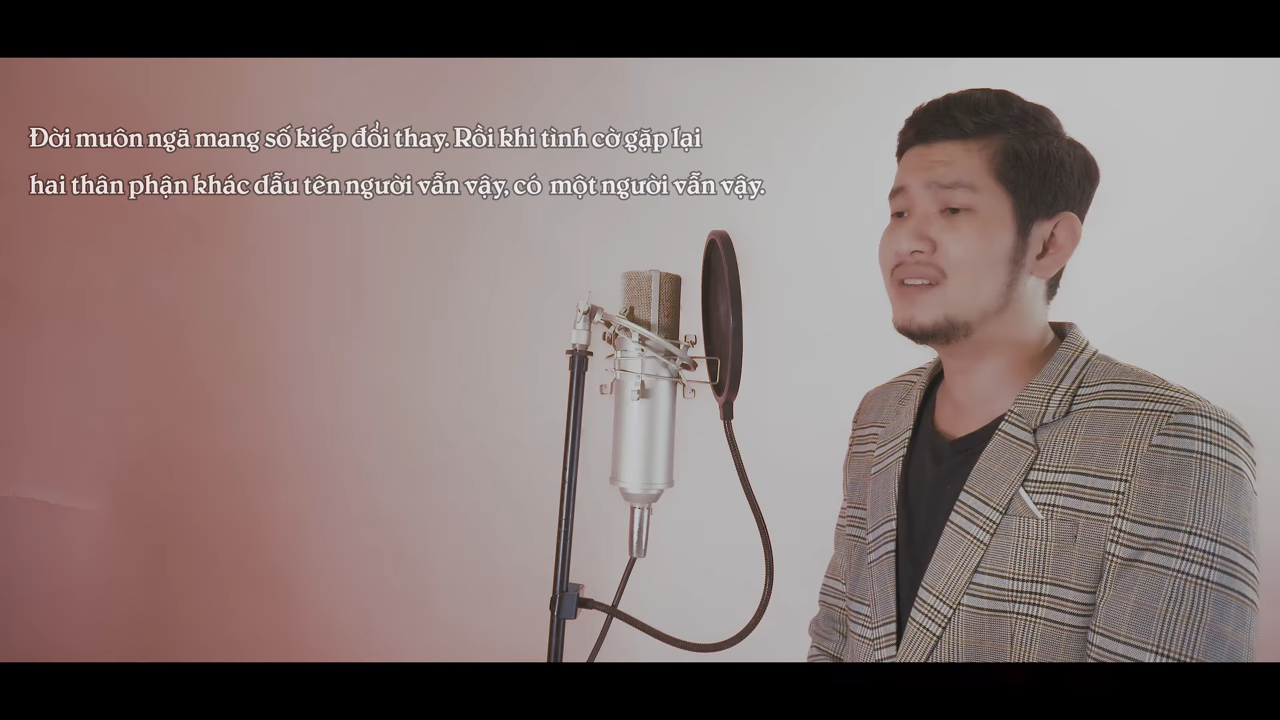 Đời muôn ngã mang số kiếp đổi thay. Rồi khi tình cờ gặp lại
hai thân phận khác dẫu tên người vẫn vậy, có một người vẫn vậy.